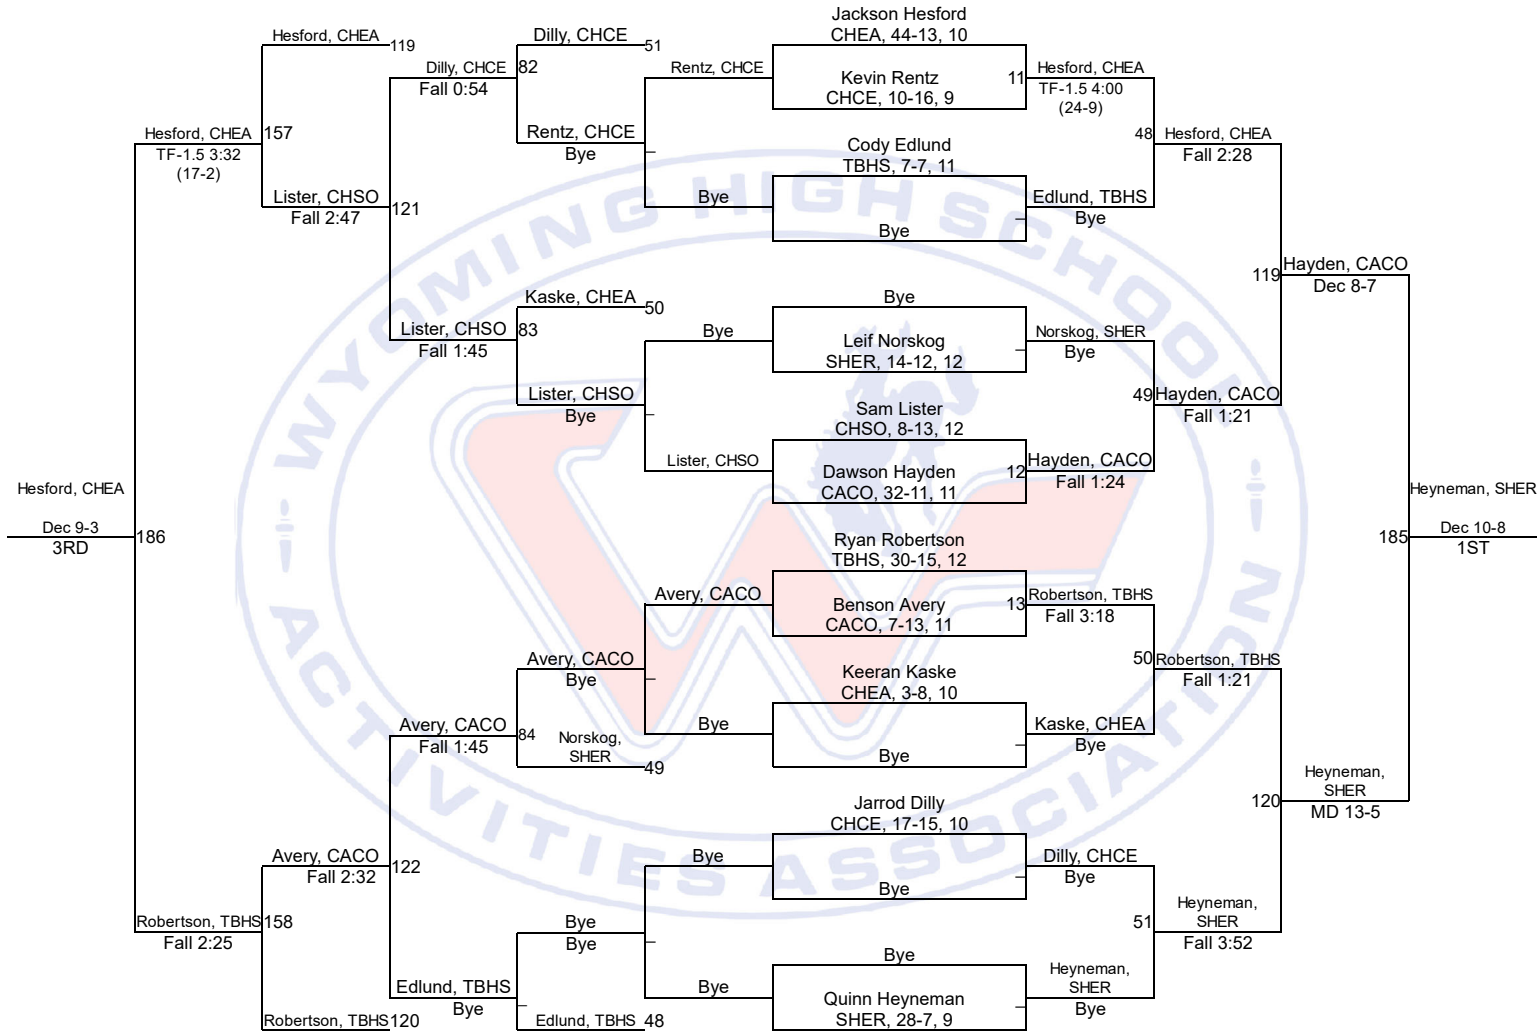 Jackson Hesford
CHEA, 44-13, 10
Kevin Rentz
CHCE, 10-16, 9
11
Cody Edlund
TBHS, 7-7, 11
Bye
Bye
Leif Norskog
SHER, 14-12, 12
Sam Lister
CHSO, 8-13, 12
Dawson Hayden
CACO, 32-11, 11
12
Ryan Robertson
TBHS, 30-15, 12
Benson Avery
CACO, 7-13, 11
13
Keeran Kaske
CHEA, 3-8, 10
Bye
Jarrod Dilly
CHCE, 17-15, 10
Bye
Bye
Quinn Heyneman
SHER, 28-7, 9
Hesford, CHEA
TF-1.5 4:00
(24-9)
48
Edlund, TBHS
Bye
Norskog, SHER
Bye
49
Hayden, CACO
Fall 1:24
Robertson, TBHS
Fall 3:18
50
Kaske, CHEA
Bye
Dilly, CHCE
Bye
51
Heyneman,
SHER
Bye
Hesford, CHEA
Fall 2:28
119
Hayden, CACO
Fall 1:21
Robertson, TBHS
Fall 1:21
120
Heyneman,
SHER
Fall 3:52
Hayden, CACO
Dec 8-7
185
Heyneman,
SHER
MD 13-5
Heyneman, SHER
Dec 10-8
1ST
Rentz, CHCE
Bye
Bye
Lister, CHSO
Avery, CACO
Bye
Bye
Bye
Dilly, CHCE
51
Rentz, CHCE
Bye
Kaske, CHEA
50
Lister, CHSO
Bye
Avery, CACO
Bye
Norskog,
SHER
49
Bye
Bye
Edlund, TBHS
48
Dilly, CHCE
82
Fall 0:54
Lister, CHSO
83
Fall 1:45
Avery, CACO
84
Fall 1:45
Edlund, TBHS
Bye
Hesford, CHEA
119
Lister, CHSO
121
Fall 2:47
Avery, CACO
122
Fall 2:32
Robertson, TBHS
120
Hesford, CHEA
157
TF-1.5 3:32
(17-2)
Robertson, TBHS
158
Fall 2:25
Hesford, CHEA
Dec 9-3
186
3RD
WYOMING HIGH SCHOOL
ACTIVITIES ASSOCIATION